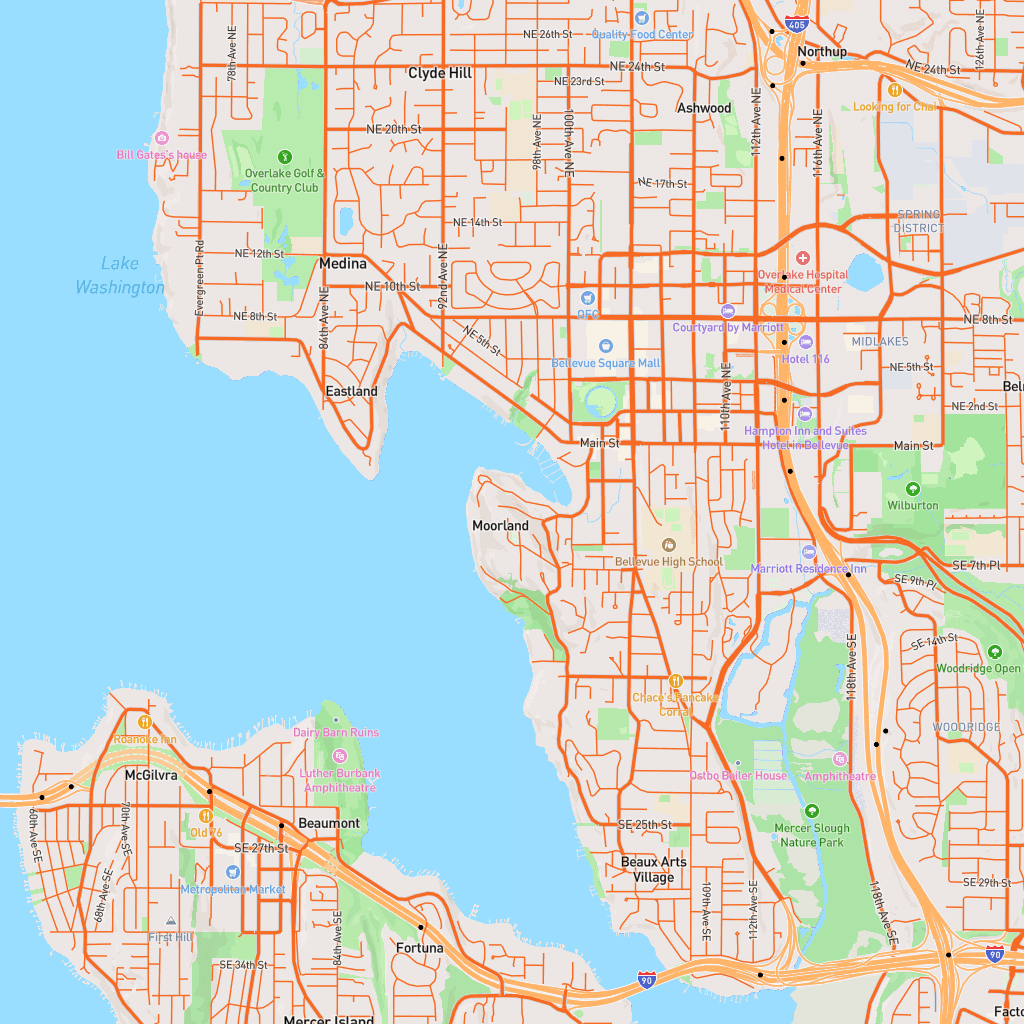 405
NE 26th St
Quality Food Center
126th Ave NE
78th Ave NE
Northup
NE 24th St
NE 24th St
Clyde Hill
NE 23rd St
Looking for Chai
Ashwood
112th Ave NE
116th Ave NE
NE 20th St
98th Ave NE
100th Ave NE
Bill Gates's house
Overlake Golf &
Country Club
NE 17th St
SPRING
DISTRICT
NE 14th St
Evergreen Pt Rd
NE 12th St
Medina
92nd Ave NE
Lake
Washington
Overlake Hospital
Medical Center
NE 10th St
84th Ave NE
QFC
NE 8th St
Courtyard by Marriott
NE 8th St
NE 5th St
MIDLAKES
Bellevue Square Mall
Hotel 116
NE 5th St
110th Ave NE
Eastland
NE 2nd St
Hampton Inn and Suites
Hotel in Bellevue
Main St
Main St
Wilburton
Moorland
Bellevue High School
Marriott Residence Inn
SE 7th Pl
SE 9th Pl
SE 14th St
118th Ave SE
Woodridge Open
Chace's Pancake
Corral
Dairy Barn Ruins
WOODRIDGE
Roanoke Inn
McGilvra
Luther Burbank
Amphitheatre
Ostbo Boiler House
Amphitheatre
60th Ave SE
70th Ave SE
Old 76
Beaumont
SE 25th St
Mercer Slough
Nature Park
SE 27th St
Beaux Arts
Village
Metropolitan Market
68th Ave SE
109th Ave SE
112th Ave SE
118th Ave SE
SE 29th St
First Hill
84th Ave SE
Fortuna
SE 34th St
90
90
Mercer Island